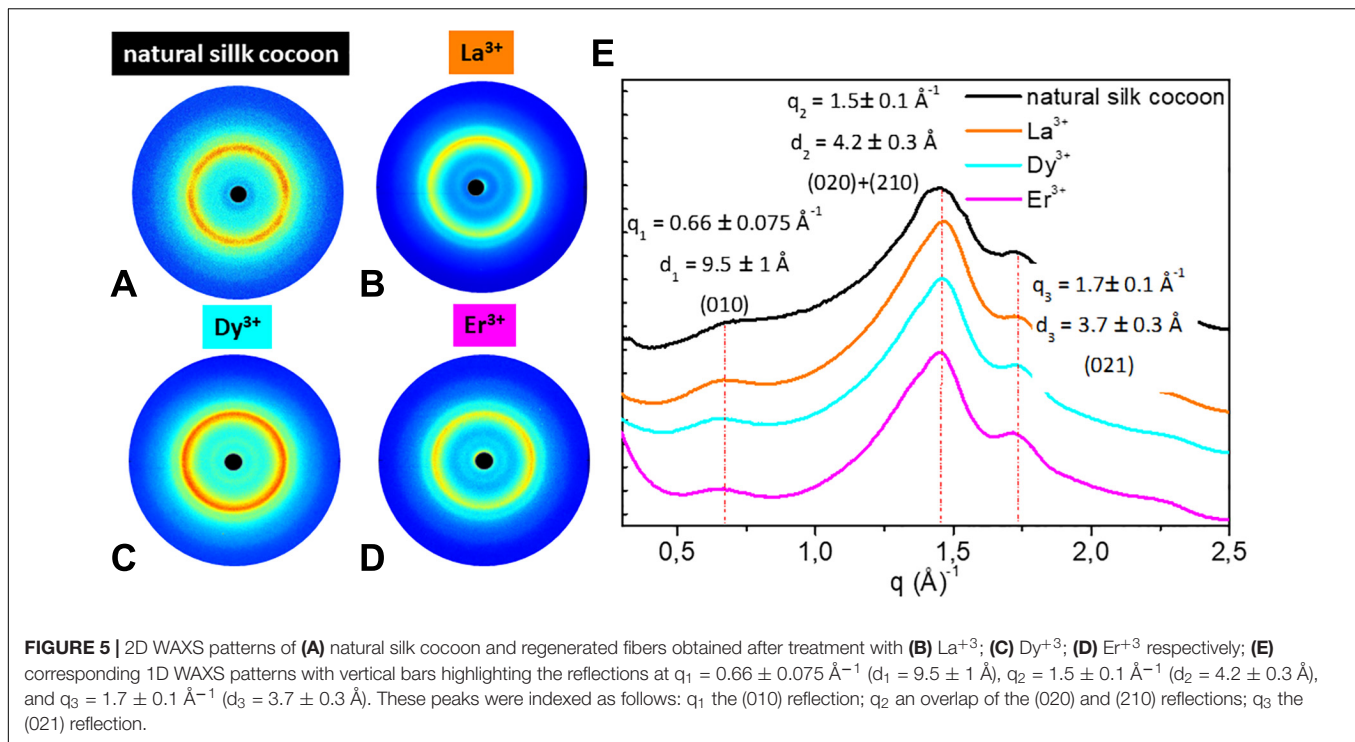 natural sillk cocoon
La³⁺
A
B
Dy³⁺
Er³⁺
C
D
E
q₂ = 1.5 ± 0.1 Å⁻¹
d₂ = 4.2 ± 0.3 Å
(020)+(210)
natural silk cocoon
La³⁺
Dy³⁺
Er³⁺
q₁ = 0.66 ± 0.075 Å⁻¹
d₁ = 9.5 ± 1 Å
(010)
q₃ = 1.7± 0.1 Å⁻¹
d₃ = 3.7 ± 0.3 Å
(021)
0,5 1,0 1,5 2,0 2,5
q (Å)⁻¹
FIGURE 5 | 2D WAXS patterns of (A) natural silk cocoon and regenerated fibers obtained after treatment with (B) La⁺³; (C) Dy⁺³; (D) Er⁺³ respectively; (E)
corresponding 1D WAXS patterns with vertical bars highlighting the reflections at q₁ = 0.66 ± 0.075 Å⁻¹ (d₁ = 9.5 ± 1 Å), q₂ = 1.5 ± 0.1 Å⁻¹ (d₂ = 4.2 ± 0.3 Å),
and q₃ = 1.7 ± 0.1 Å⁻¹ (d₃ = 3.7 ± 0.3 Å). These peaks were indexed as follows: q₁ the (010) reflection; q₂ an overlap of the (020) and (210) reflections; q₃ the
(021) reflection.